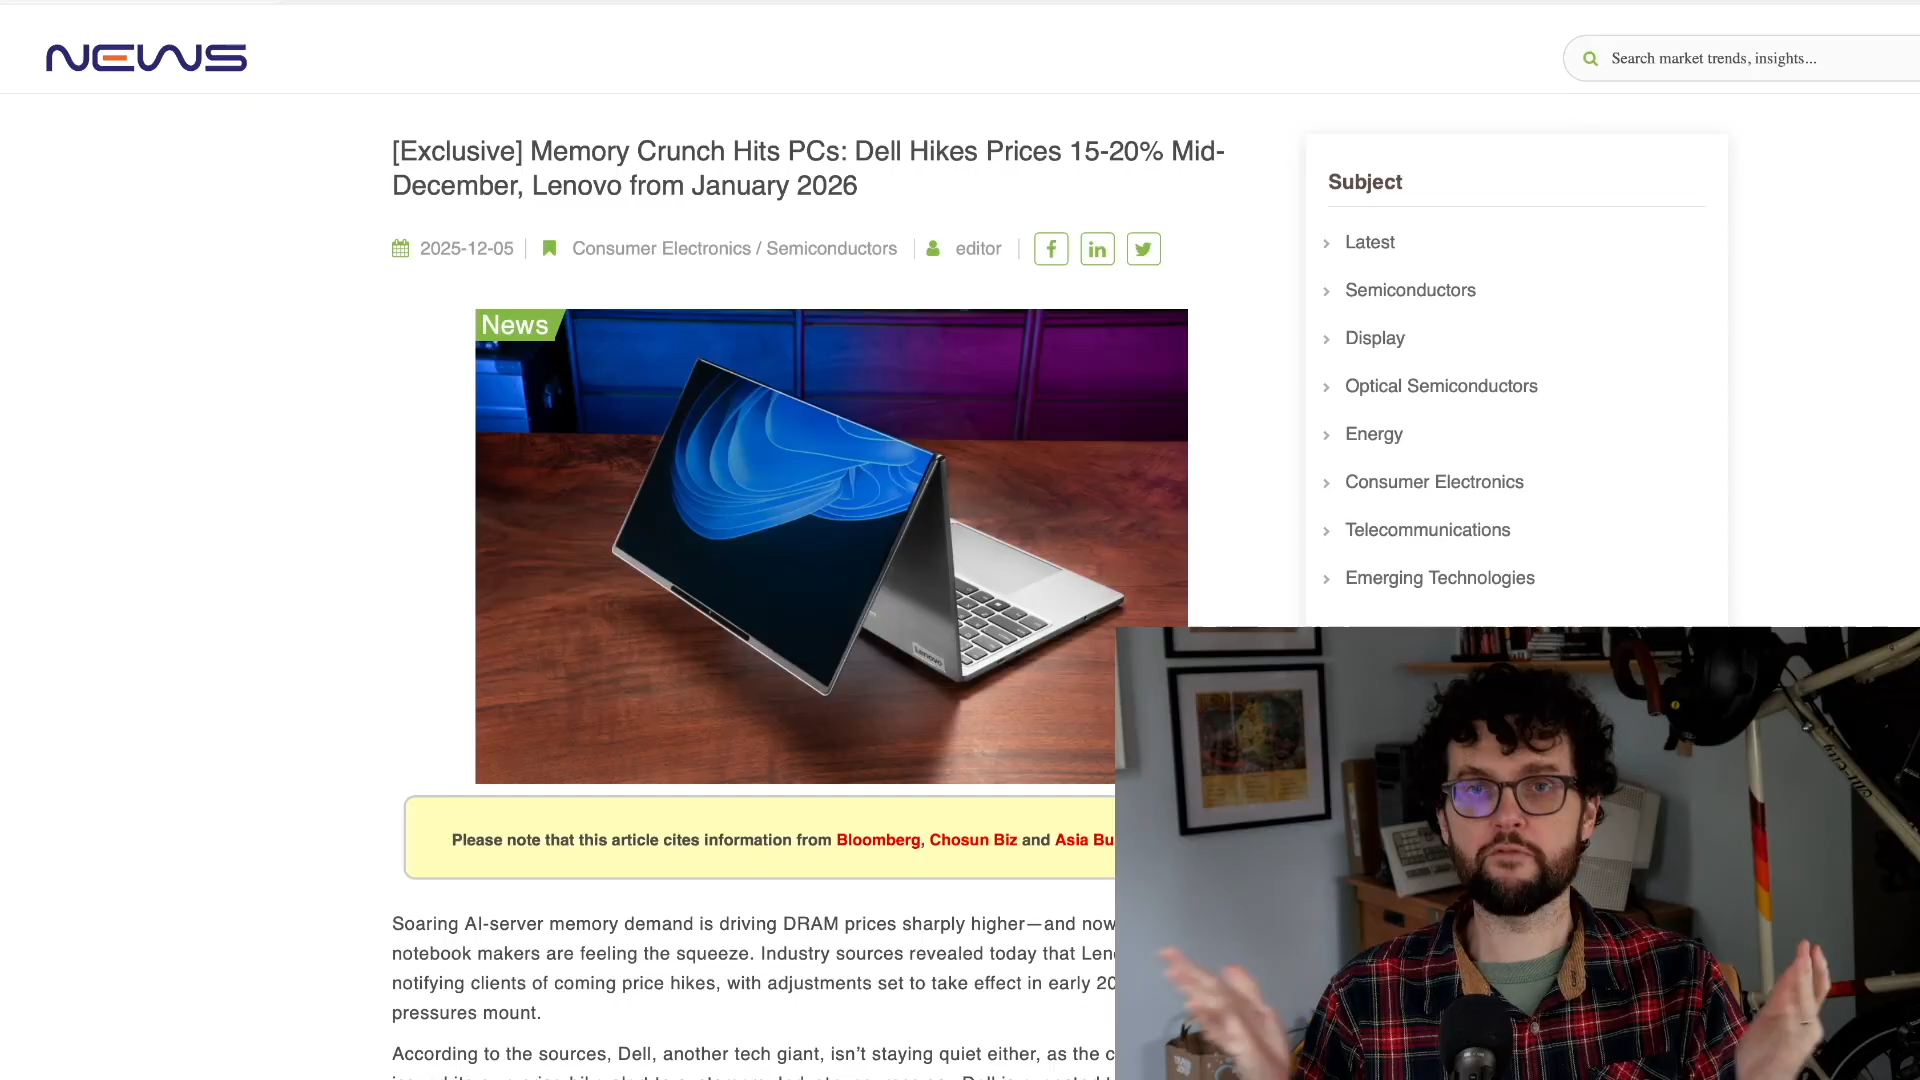 NEWS
Search market trends, insights...
[Exclusive] Memory Crunch Hits PCs: Dell Hikes Prices 15-20% Mid-
December, Lenovo from January 2026
2025-12-05
Consumer Electronics / Semiconductors
editor
News
Lenovo
Please note that this article cites information from Bloomberg, Chosun Biz and Asia Bu
Soaring AI-server memory demand is driving DRAM prices sharply higher—and now
notebook makers are feeling the squeeze. Industry sources revealed today that Len
notifying clients of coming price hikes, with adjustments set to take effect in early 20
pressures mount.
According to the sources, Dell, another tech giant, isn't staying quiet either, as the c
Subject
Latest
Semiconductors
Display
Optical Semiconductors
Energy
Consumer Electronics
Telecommunications
Emerging Technologies